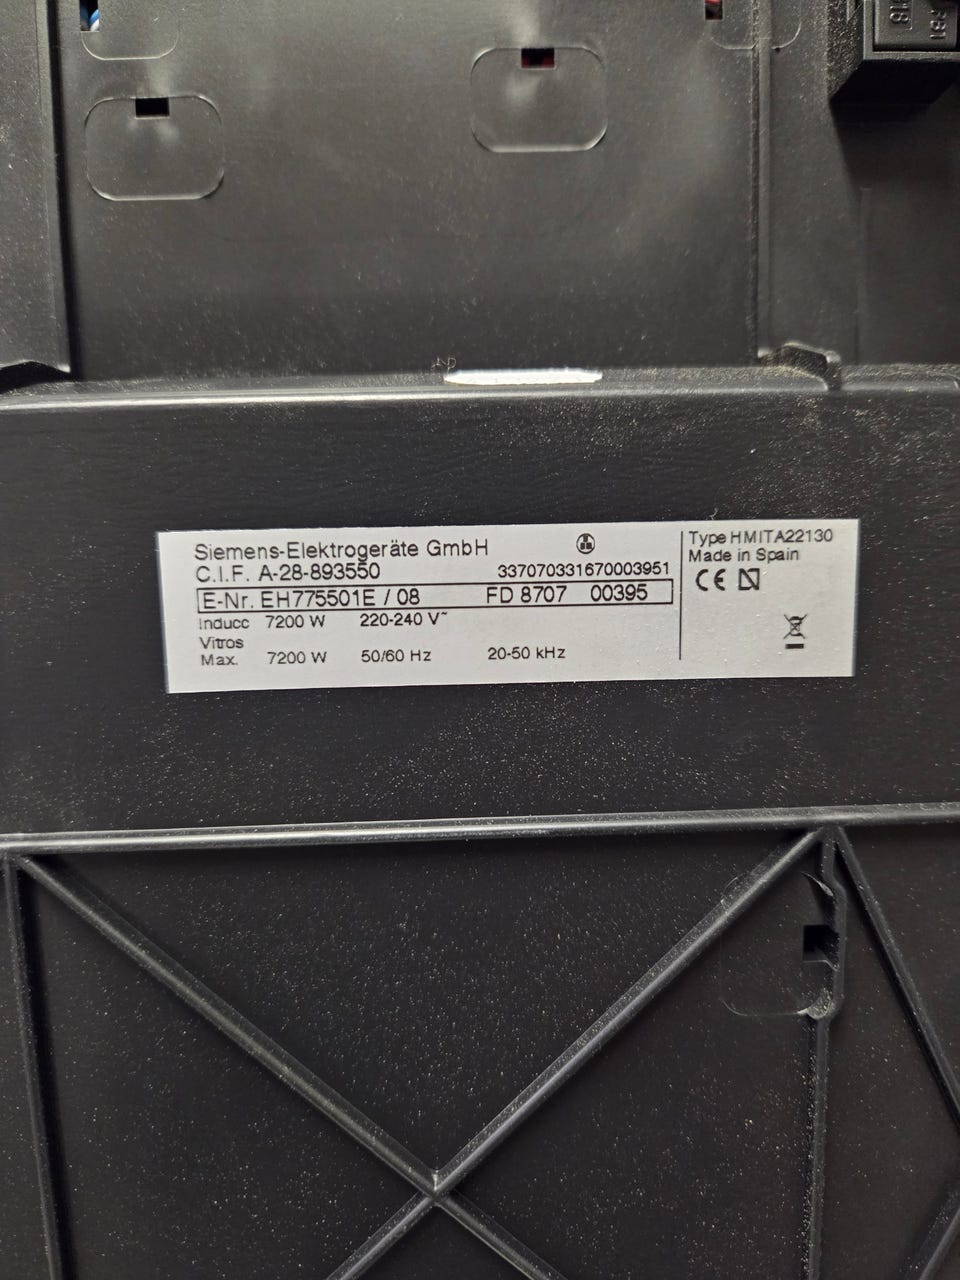 Siemens-Elektrogeräte GmbH
C.I.F. A-28-893550
337070331670003951
E-Nr. EH775501E / 08 FD 8707 00395
Inducc 7200 W 220-240 V~
Vitros
Max. 7200 W 50/60 Hz 20-50 kHz
Type HMITA22130
Made in Spain
CE